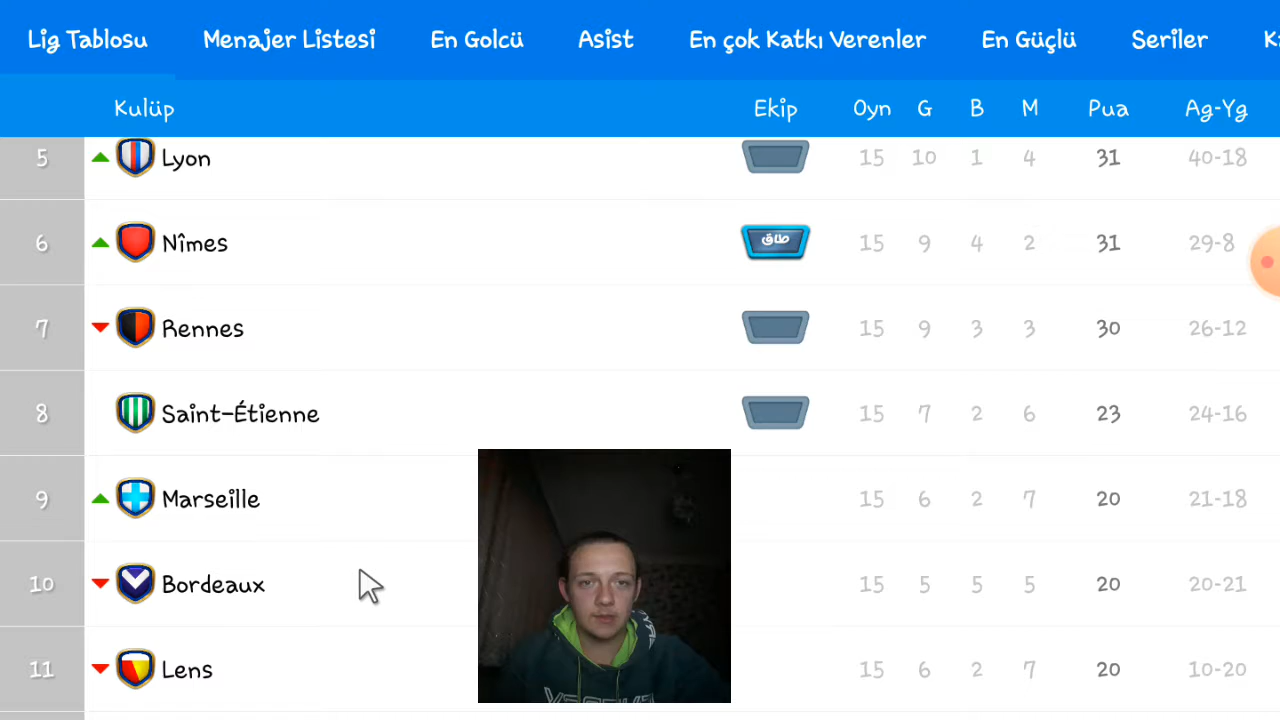 Lig Tablosu Menajer Listesi En Golcü Asist En çok Katkı Verenler En Güçlü Seriler
Kulüp Ekip Oyn G B M Pua Ag-Yg
5 Lyon 15 10 1 4 31 40-18
6 Nîmes طاق 15 9 4 2 31 29-8
7 Rennes 15 9 3 3 30 26-12
8 Saint-Étienne 15 7 2 6 23 24-16
9 Marseille 15 6 2 7 20 21-18
10 Bordeaux 15 5 5 5 20 20-21
11 Lens 15 6 2 7 20 10-20